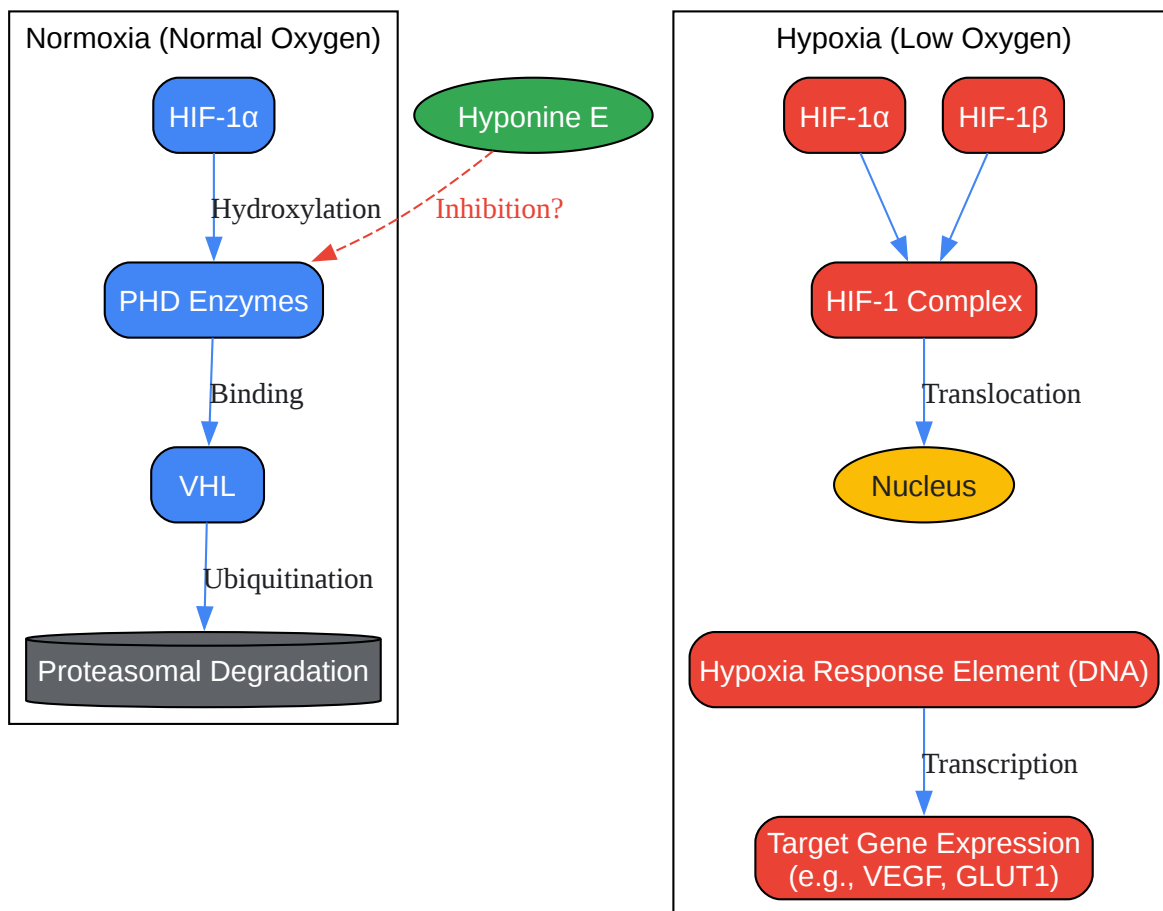 Normoxia (Normal Oxygen)
HIF-1α
Hydroxylation
PHD Enzymes
Binding
VHL
Ubiquitination
Proteasomal Degradation
Hyponine E
Inhibition?
Hypoxia (Low Oxygen)
HIF-1α
HIF-1β
HIF-1 Complex
Translocation
Nucleus
Hypoxia Response Element (DNA)
Transcription
Target Gene Expression
(e.g., VEGF, GLUT1)